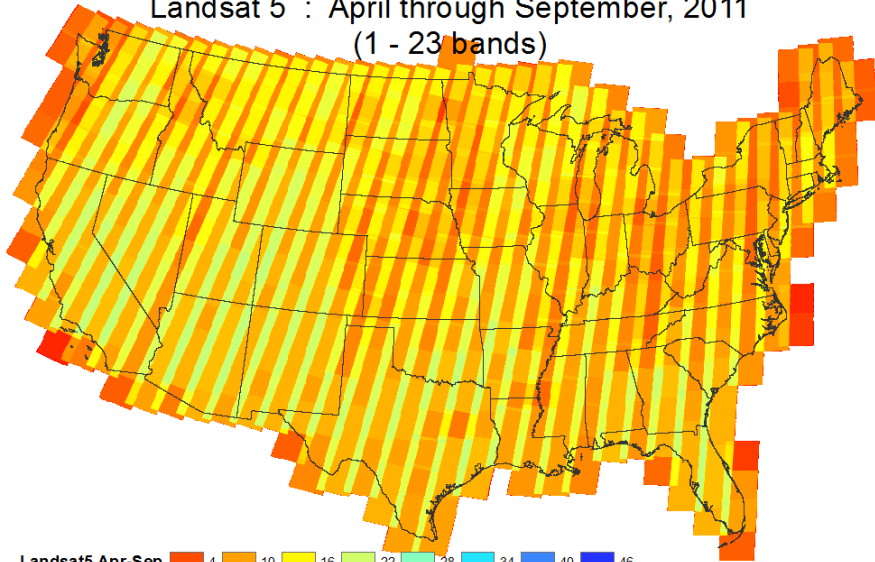 Landsat 5 : April through September, 2011
(1 - 23 bands)
Landsat5 Apr-Sep 4 10 16 22 28 34 40 46